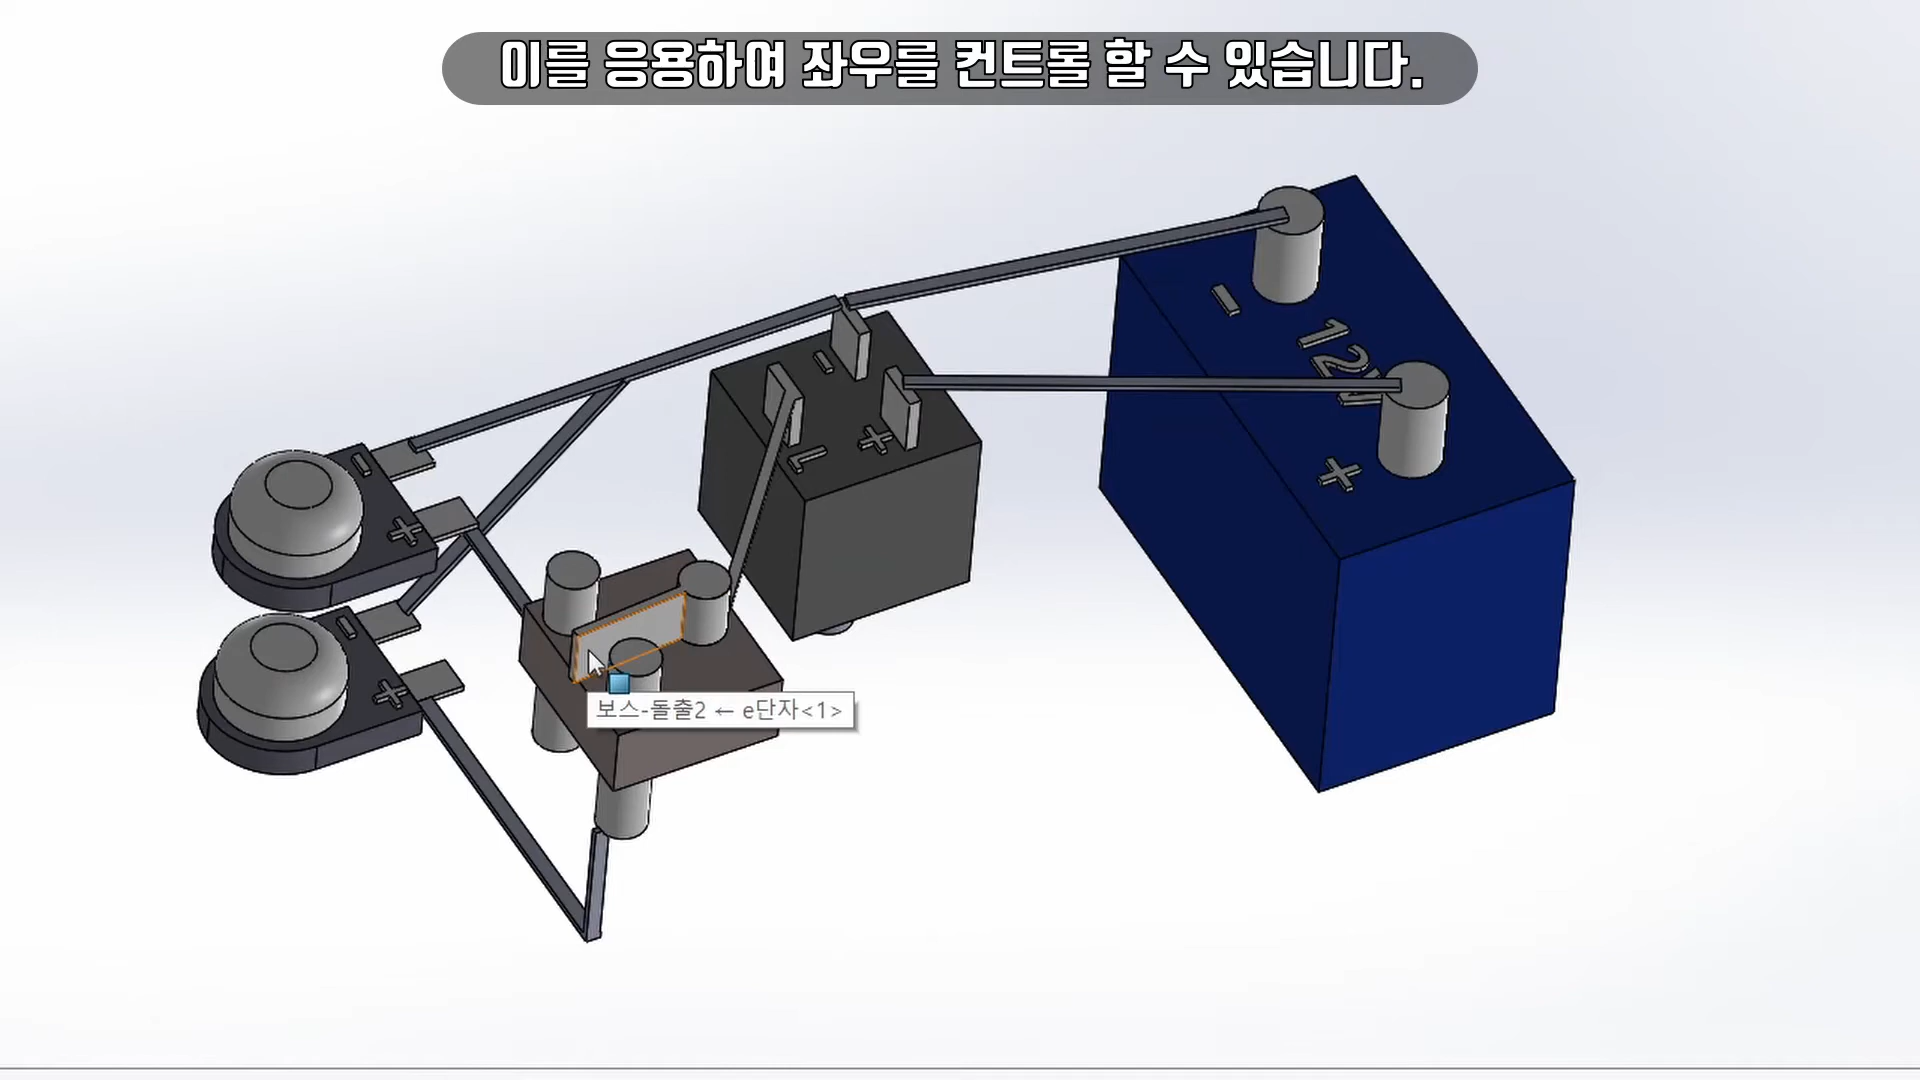 이를 응용하여 좌우를 컨트롤 할 수 있습니다.
-
12V
-
L
+
+
-
+
-
+
보스-돌출2 ← e단자<1>